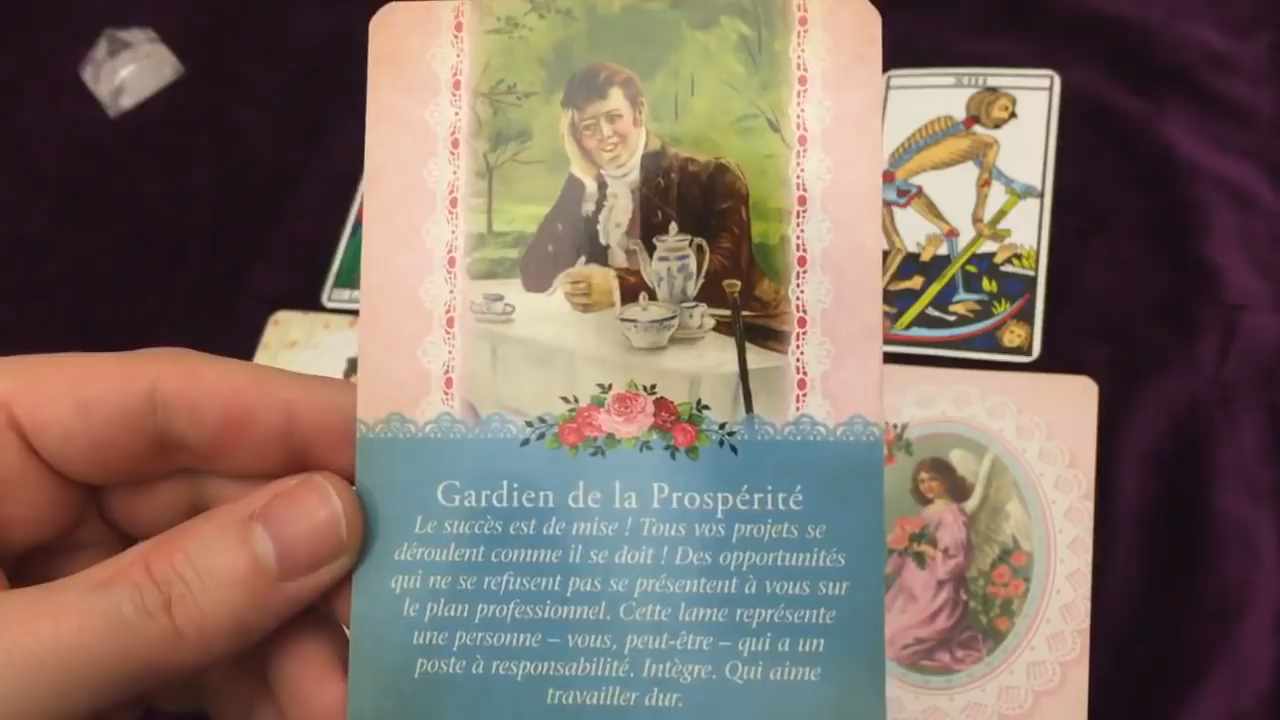 XIII
Gardien de la Prospérité
Le succès est de mise ! Tous vos projets se
déroulent comme il se doit ! Des opportunités
qui ne se refusent pas se présentent à vous sur
le plan professionnel. Cette lame représente
une personne – vous, peut-être – qui a un
poste à responsabilité. Intègre. Qui aime
travailler dur.